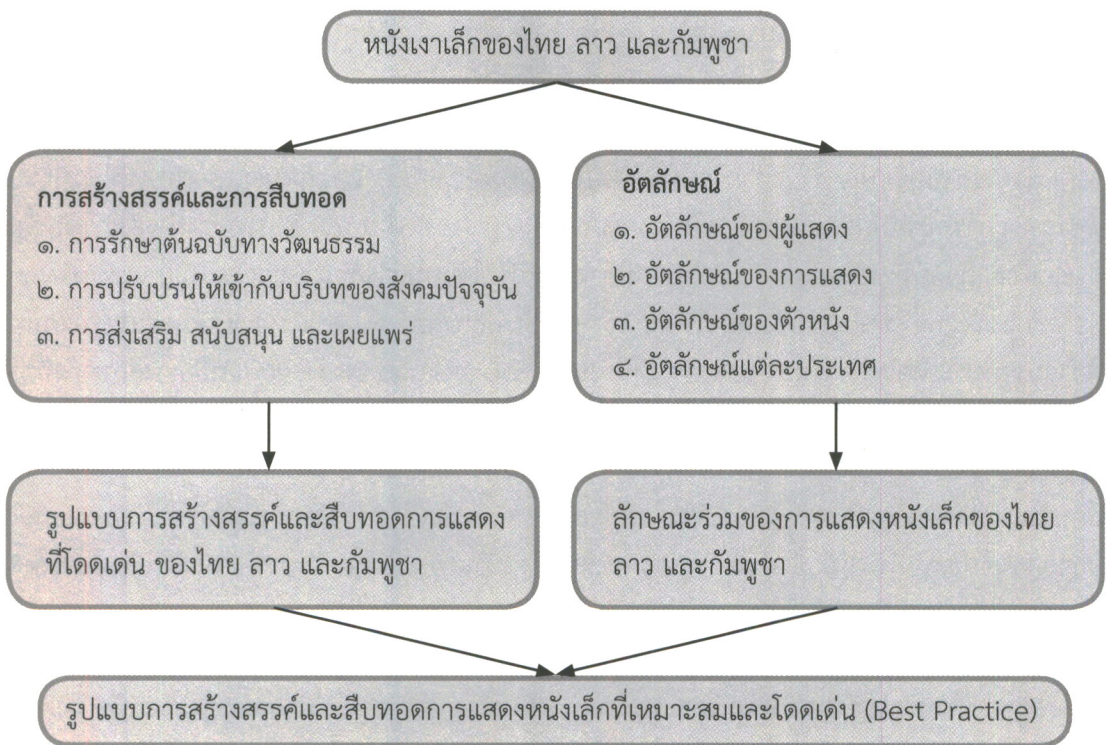 หนังเงาเล็กของไทย ลาว และกัมพูชา
การสร้างสรรค์และการสืบทอด
๑. การรักษาต้นฉบับทางวัฒนธรรม
๒. การปรับปรนให้เข้ากับบริบทของสังคมปัจจุบัน
๓. การส่งเสริม สนับสนุน และเผยแพร่
อัตลักษณ์
๑. อัตลักษณ์ของผู้แสดง
๒. อัตลักษณ์ของการแสดง
๓. อัตลักษณ์ของตัวหนัง
๔. อัตลักษณ์แต่ละประเทศ
รูปแบบการสร้างสรรค์และสืบทอดการแสดง
ที่โดดเด่น ของไทย ลาว และกัมพูชา
ลักษณะร่วมของการแสดงหนังเล็กของไทย
ลาว และกัมพูชา
รูปแบบการสร้างสรรค์และสืบทอดการแสดงหนังเล็กที่เหมาะสมและโดดเด่น (Best Practice)